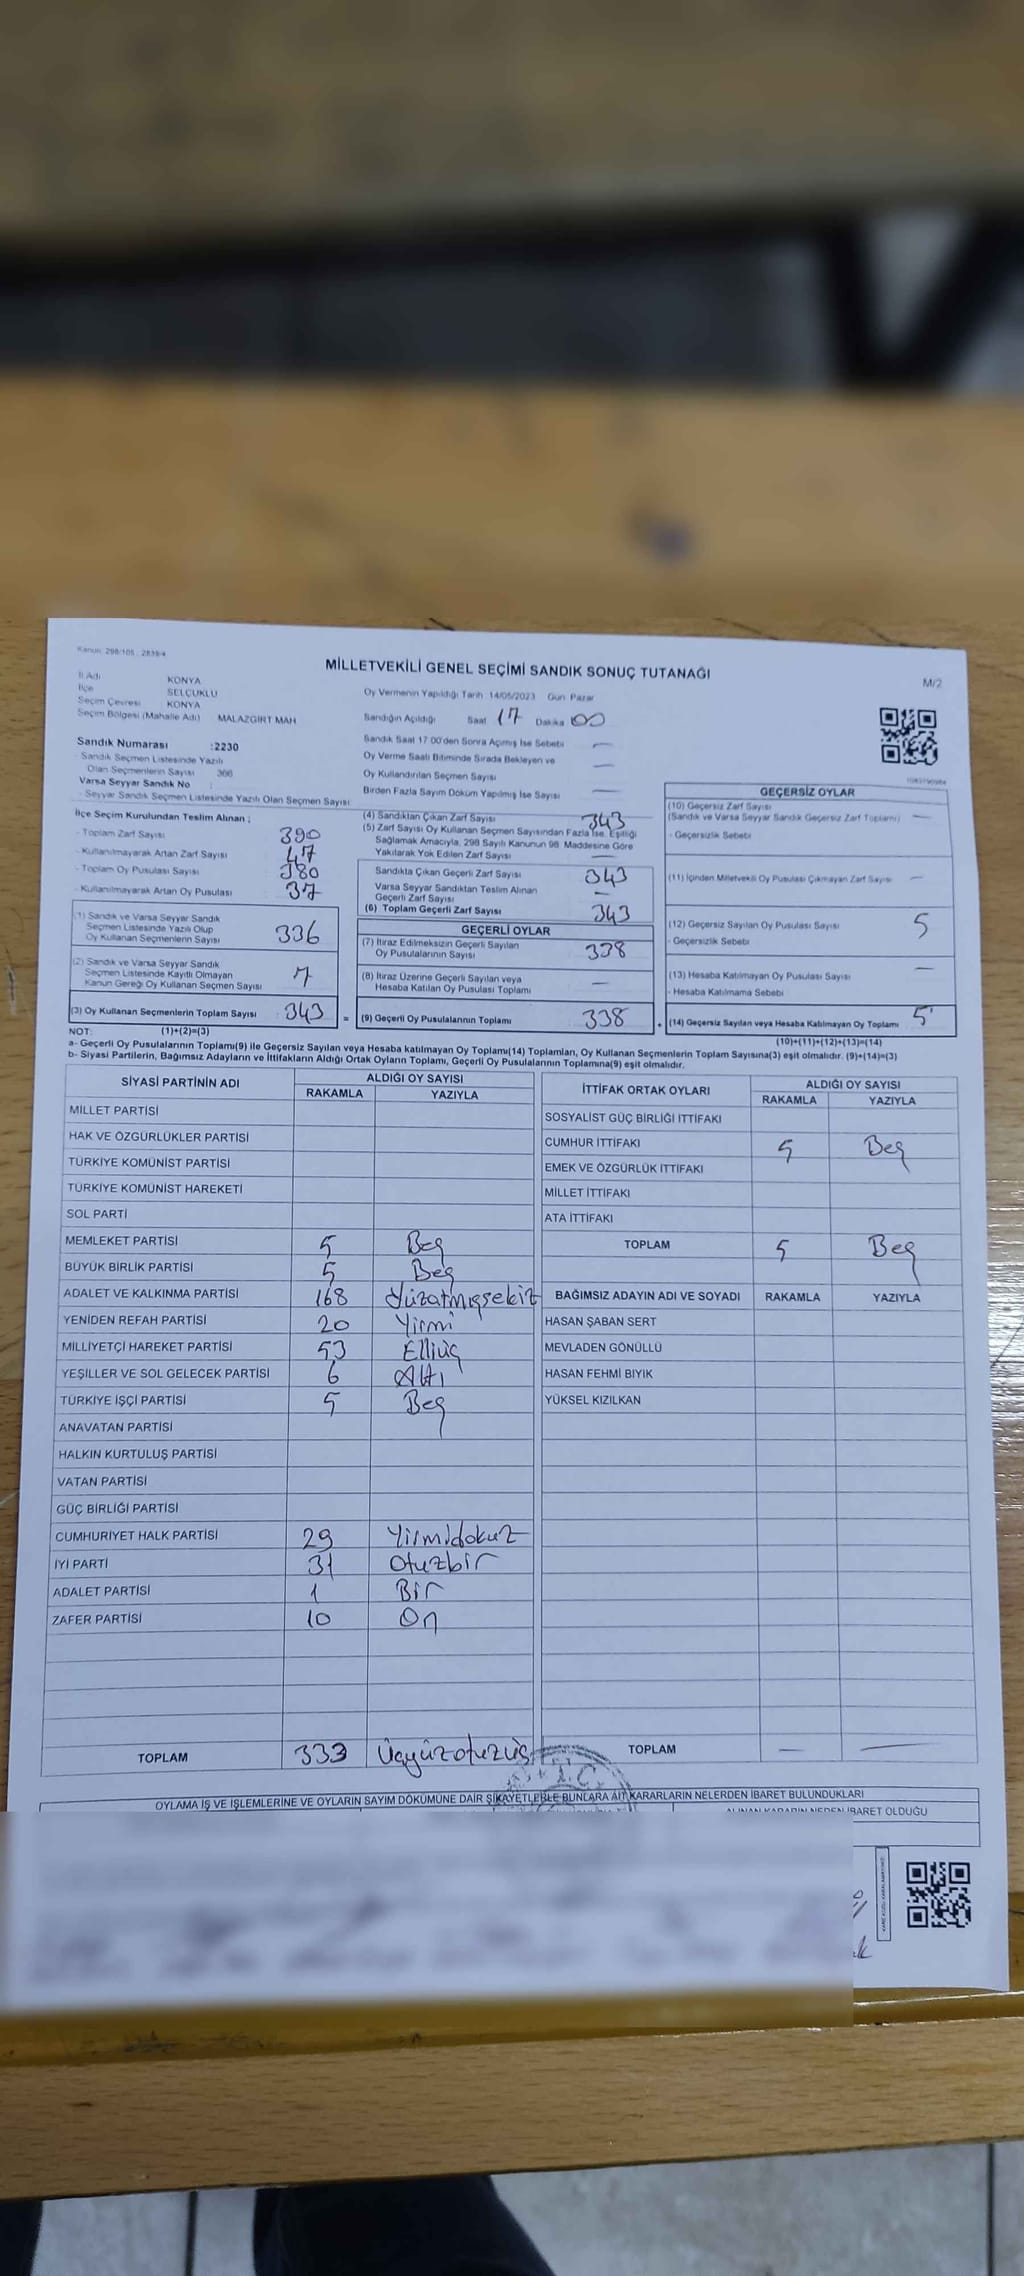 Kanun: 298/105 , 2839/4
MİLLETVEKİLİ GENEL SEÇİMİ SANDIK SONUÇ TUTANAĞI
M/2
İl Adı KONYA
İlçe SELÇUKLU
Seçim Çevresi KONYA
Seçim Bölgesi (Mahalle Adı) MALAZGİRT MAH
Oy Vermenin Yapıldığı Tarih 14/05/2023 Gün Pazar
Sandığın Açıldığı Saat 17 Dakika 00
Sandık Saat 17:00'den Sonra Açılmış İse Sebebi —
Oy Verme Saati Bitiminde Sırada Bekleyen ve
Oy Kullandırılan Seçmen Sayısı —
Birden Fazla Sayım Döküm Yapılmış İse Sayısı —
Sandık Numarası :2230
- Sandık Seçmen Listesinde Yazılı
Olan Seçmenlerin Sayısı 366
Varsa Seyyar Sandık No :
- Seyyar Sandık Seçmen Listesinde Yazılı Olan Seçmen Sayısı
İlçe Seçim Kurulundan Teslim Alınan ;
- Toplam Zarf Sayısı 390
- Kullanılmayarak Artan Zarf Sayısı 47
- Toplam Oy Pusulası Sayısı 380
- Kullanılmayarak Artan Oy Pusulası 37
(1) Sandık ve Varsa Seyyar Sandık
Seçmen Listesinde Yazılı Olup
Oy Kullanan Seçmenlerin Sayısı 336
(2) Sandık ve Varsa Seyyar Sandık
Seçmen Listesinde Kayıtlı Olmayan
Kanun Gereği Oy Kullanan Seçmen Sayısı 7
(3) Oy Kullanan Seçmenlerin Toplam Sayısı 343 =
(4) Sandıktan Çıkan Zarf Sayısı 343
(5) Zarf Sayısı Oy Kullanan Seçmen Sayısından Fazla İse, Eşitliği
Sağlamak Amacıyla, 298 Sayılı Kanunun 98. Maddesine Göre
Yakılarak Yok Edilen Zarf Sayısı —
Sandıkta Çıkan Geçerli Zarf Sayısı 343
Varsa Seyyar Sandıktan Teslim Alınan
Geçerli Zarf Sayısı —
(6) Toplam Geçerli Zarf Sayısı 343
GEÇERLİ OYLAR
(7) İtiraz Edilmeksizin Geçerli Sayılan
Oy Pusulalarının Sayısı 338
(8) İtiraz Üzerine Geçerli Sayılan veya
Hesaba Katılan Oy Pusulası Toplamı —
(9) Geçerli Oy Pusulalarının Toplamı 338 +
GEÇERSİZ OYLAR
(10) Geçersiz Zarf Sayısı
(Sandık ve Varsa Seyyar Sandık Geçersiz Zarf Toplamı) —
- Geçersizlik Sebebi
(11) İçinden Milletvekili Oy Pusulası Çıkmayan Zarf Sayısı —
(12) Geçersiz Sayılan Oy Pusulası Sayısı 5
- Geçersizlik Sebebi
(13) Hesaba Katılmayan Oy Pusulası Sayısı —
- Hesaba Katılmama Sebebi
(14) Geçersiz Sayılan veya Hesaba Katılmayan Oy Toplamı 5
NOT: (1)+(2)=(3)
(10)+(11)+(12)+(13)=(14)
a- Geçerli Oy Pusulalarının Toplamı(9) ile Geçersiz Sayılan veya Hesaba katılmayan Oy Toplamı(14) Toplamları, Oy Kullanan Seçmenlerin Toplam Sayısına(3) eşit olmalıdır. (9)+(14)=(3)
b- Siyasi Partilerin, Bağımsız Adayların ve İttifakların Aldığı Ortak Oyların Toplamı, Geçerli Oy Pusulalarının Toplamına(9) eşit olmalıdır.
SİYASİ PARTİNİN ADI ALDIĞI OY SAYISI
RAKAMLA YAZIYLA
MİLLET PARTİSİ
HAK VE ÖZGÜRLÜKLER PARTİSİ
TÜRKİYE KOMÜNİST PARTİSİ
TÜRKİYE KOMÜNİST HAREKETİ
SOL PARTİ
MEMLEKET PARTİSİ 5 Beş
BÜYÜK BİRLİK PARTİSİ 5 Beş
ADALET VE KALKINMA PARTİSİ 168 Yüzatmışsekiz
YENİDEN REFAH PARTİSİ 20 Yirmi
MİLLİYETÇİ HAREKET PARTİSİ 53 Elliüç
YEŞİLLER VE SOL GELECEK PARTİSİ 6 Altı
TÜRKİYE İŞÇİ PARTİSİ 5 Beş
ANAVATAN PARTİSİ
HALKIN KURTULUŞ PARTİSİ
VATAN PARTİSİ
GÜÇ BİRLİĞİ PARTİSİ
CUMHURİYET HALK PARTİSİ 29 Yirmidokuz
İYİ PARTİ 31 Otuzbir
ADALET PARTİSİ 1 Bir
ZAFER PARTİSİ 10 On
TOPLAM 333 Üçyüzotuzüç
İTTİFAK ORTAK OYLARI ALDIĞI OY SAYISI
RAKAMLA YAZIYLA
SOSYALİST GÜÇ BİRLİĞİ İTTİFAKI
CUMHUR İTTİFAKI 5 Beş
EMEK VE ÖZGÜRLÜK İTTİFAKI
MİLLET İTTİFAKI
ATA İTTİFAKI
TOPLAM 5 Beş
BAĞIMSIZ ADAYIN ADI VE SOYADI RAKAMLA YAZIYLA
HASAN ŞABAN SERT
MEVLADEN GÖNÜLLÜ
HASAN FEHMİ BIYIK
YÜKSEL KIZILKAN
TOPLAM — —
T.C.
OYLAMA İŞ VE İŞLEMLERİNE VE OYLARIN SAYIM DÖKÜMÜNE DAİR ŞİKAYETLERLE BUNLARA AİT KARARLARIN NELERDEN İBARET BULUNDUKLARI
ALINAN KARARIN NEDEN İBARET OLDUĞU